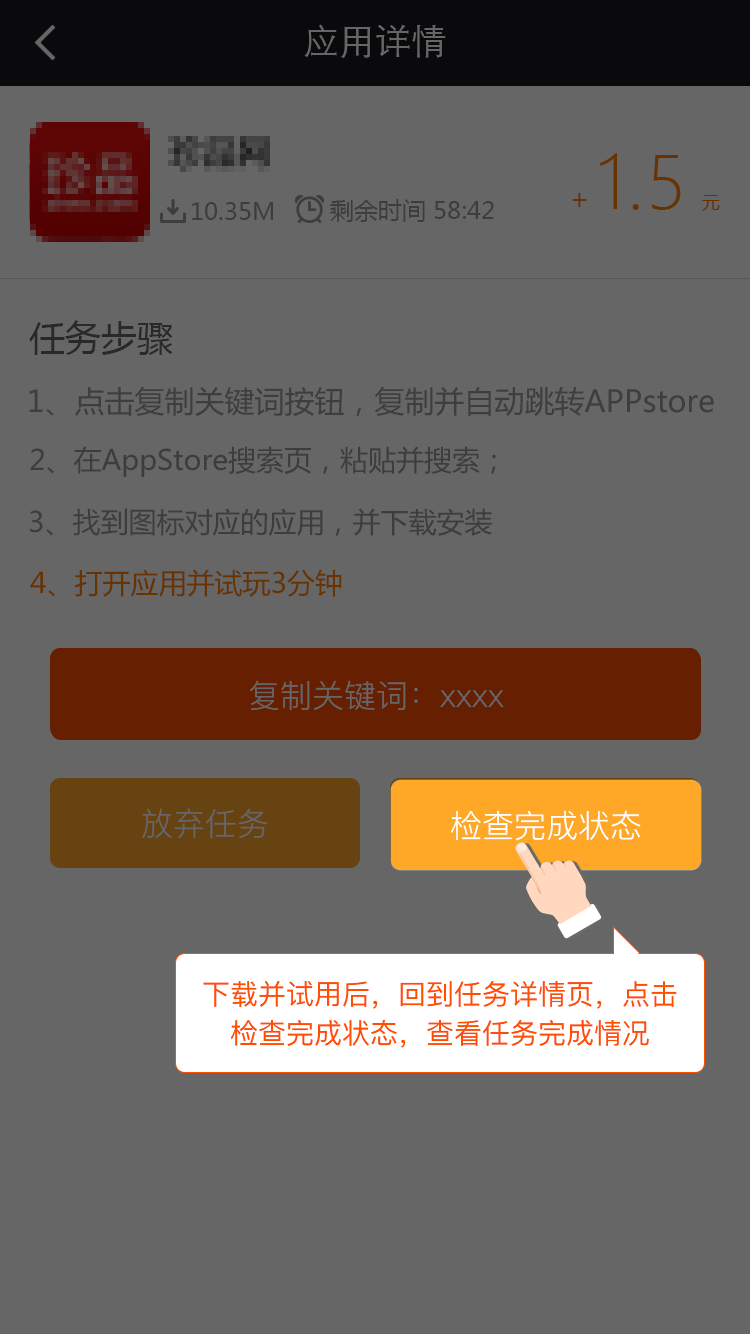 应用详情
10.35M 剩余时间 58:42
+ 1.5 元
任务步骤
1、点击复制关键词按钮，复制并自动跳转APPstore
2、在AppStore搜索页，粘贴并搜索；
3、找到图标对应的应用，并下载安装
4、打开应用并试玩3分钟
复制关键词：xxxx
放弃任务
检查完成状态
下载并试用后，回到任务详情页，点击
检查完成状态，查看任务完成情况